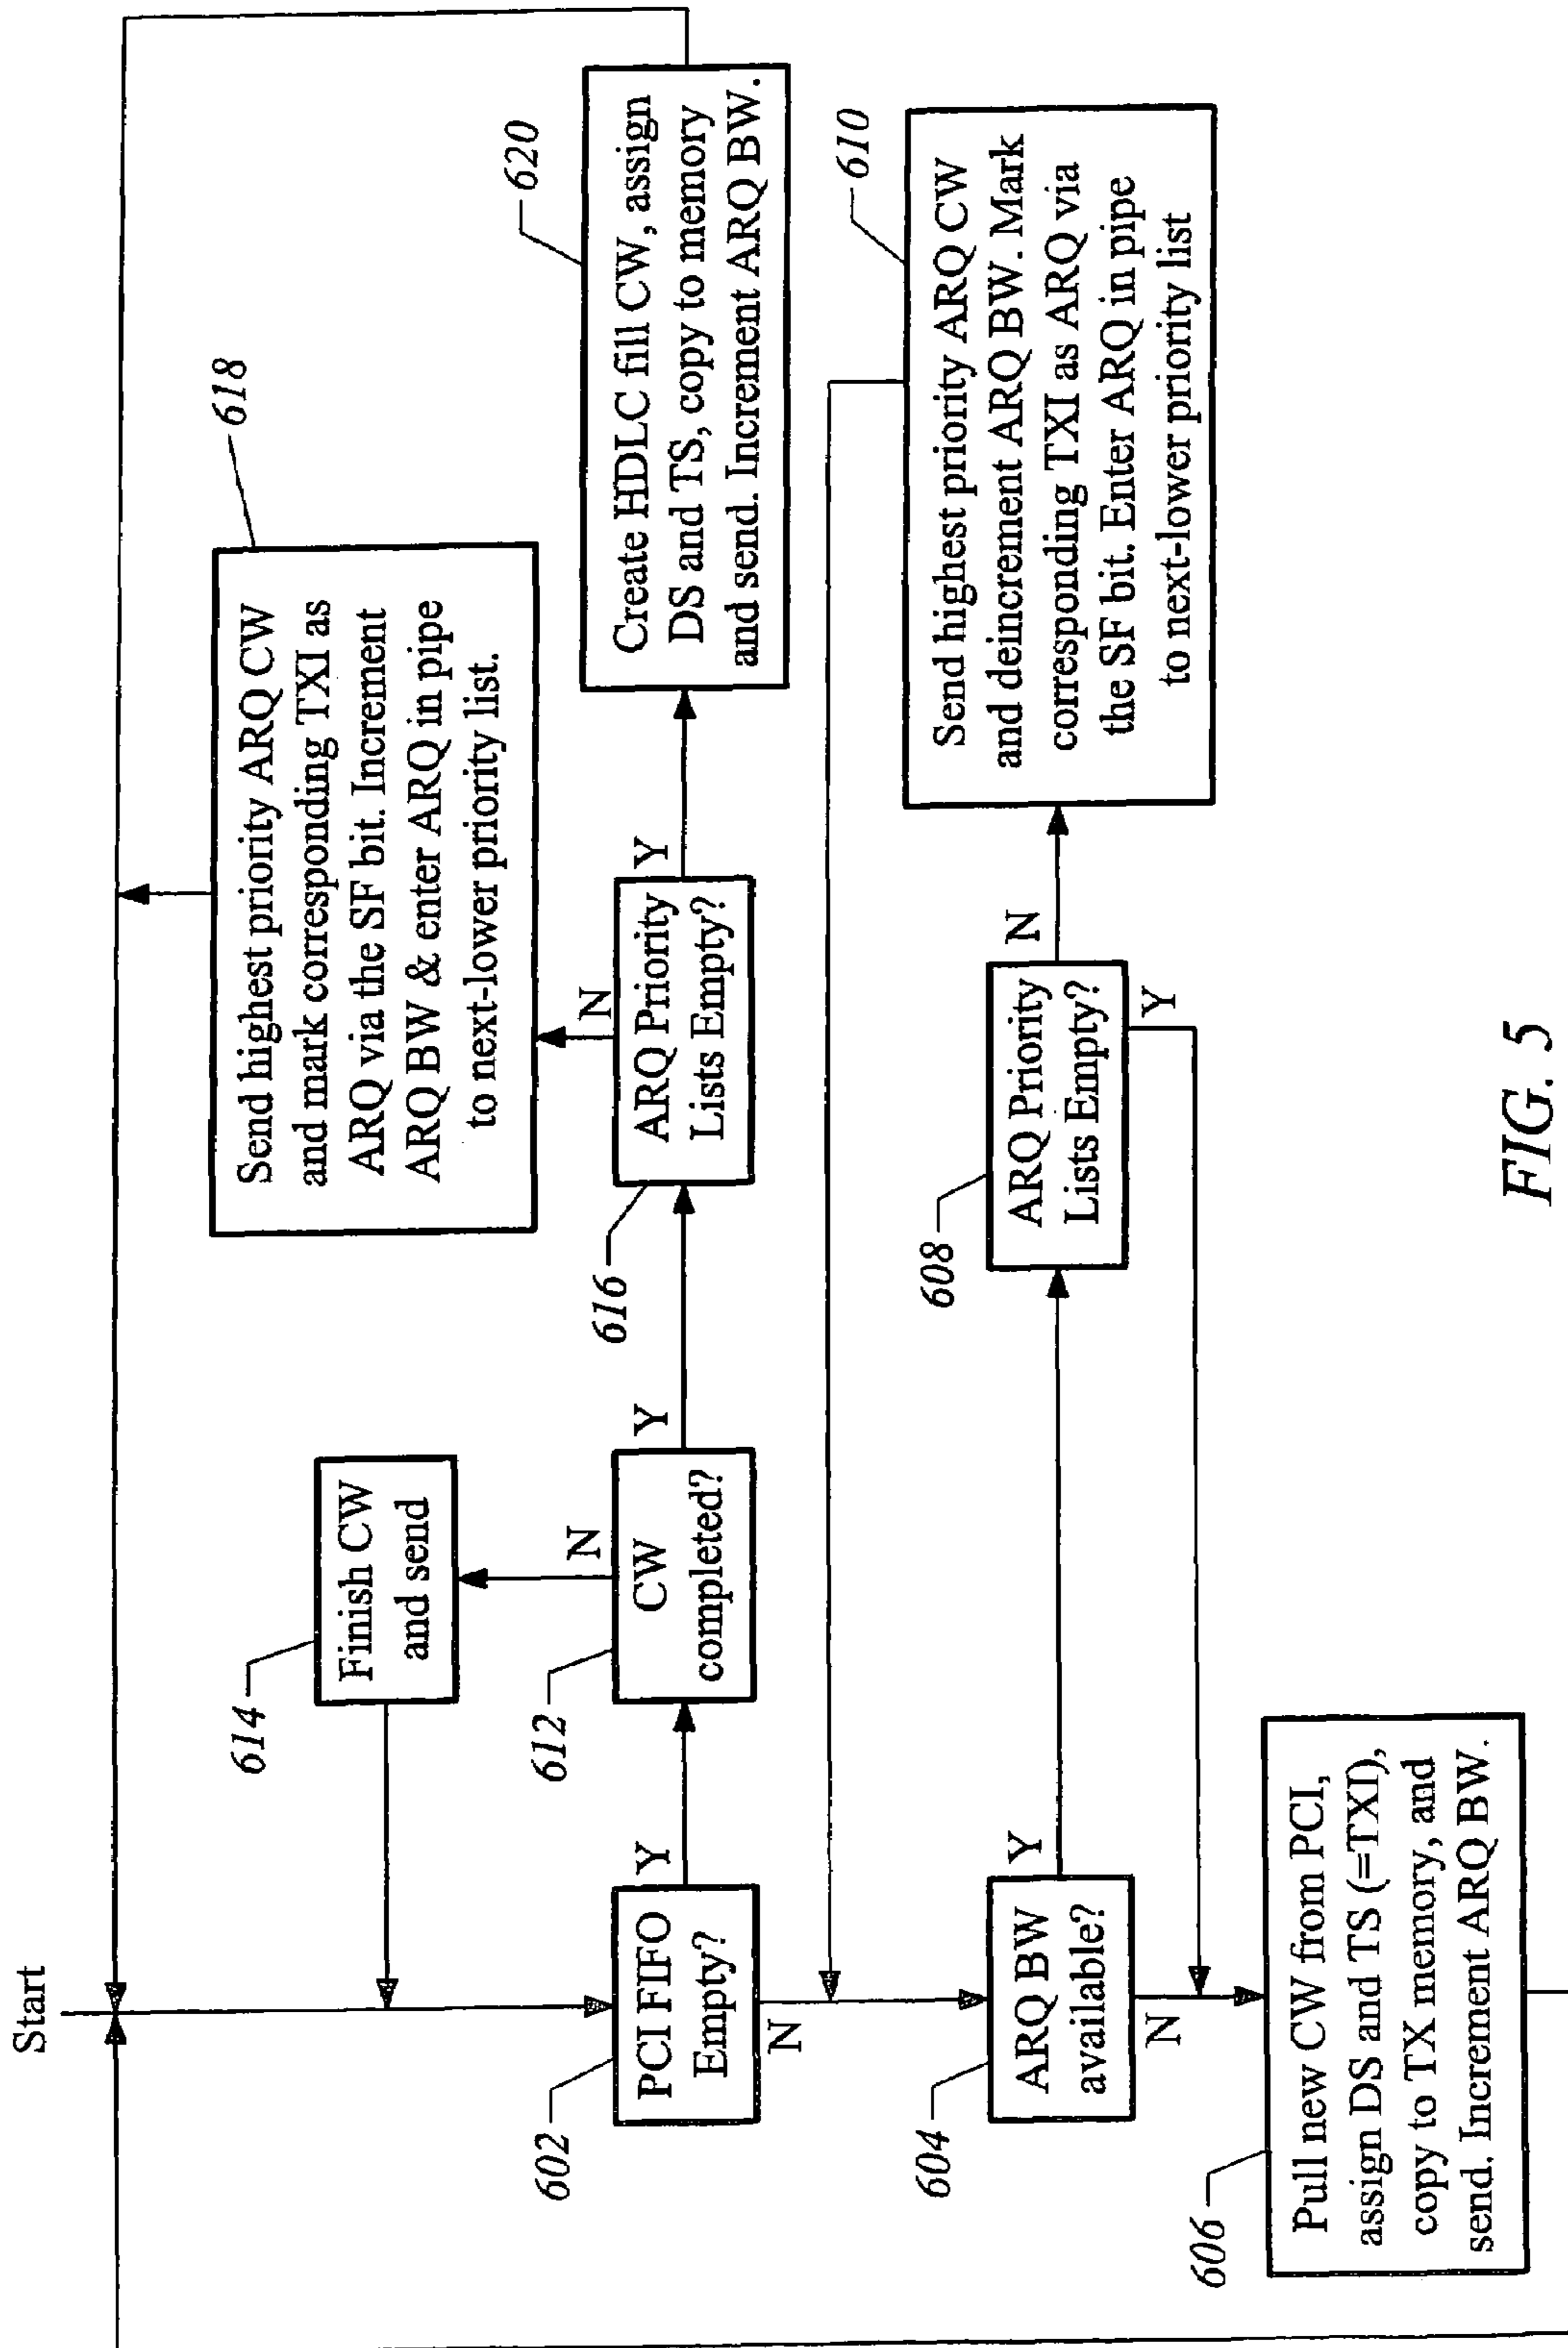 Start
614
Finish CW
and send
618
Send highest priority ARQ CW
and mark corresponding TXI as
ARQ via the SF bit. Increment
ARQ BW & enter ARQ in pipe
to next-lower priority list.
602
PCI FIFO
Empty?
Y
N
612
CW
completed?
N
Y
616
ARQ Priority
Lists Empty?
N
Y
620
Create HDLC fill CW, assign
DS and TS, copy to memory
and send. Increment ARQ BW.
604
ARQ BW
available?
Y
N
608
ARQ Priority
Lists Empty?
N
Y
610
Send highest priority ARQ CW
and deincrement ARQ BW. Mark
corresponding TXI as ARQ via
the SF bit. Enter ARQ in pipe
to next-lower priority list
606
Pull new CW from PCI,
assign DS and TS (=TXI),
copy to TX memory, and
send. Increment ARQ BW.
FIG. 5